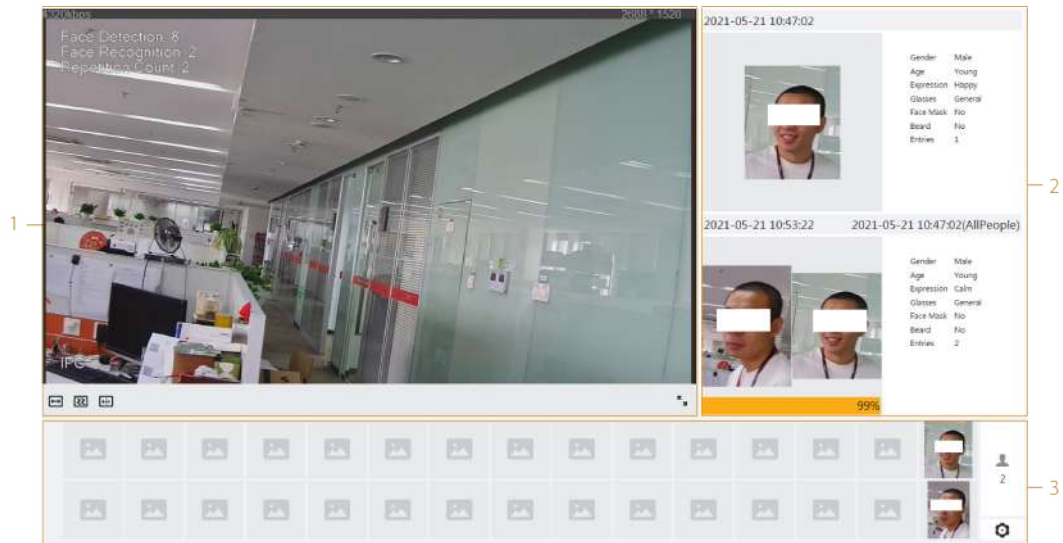 4320kbps 2688 * 1520
Face Detection 8
Face Recognition 2
Repetition Count 2
IPC
1
2021-05-21 10:47:02
Gender Male
Age Young
Expression Happy
Glasses General
Face Mask No
Beard No
Entries 1
2
2021-05-21 10:53:22 2021-05-21 10:47:02(AllPeople)
Gender Male
Age Young
Expression Calm
Glasses General
Face Mask No
Beard No
Entries 2
99%
2
3